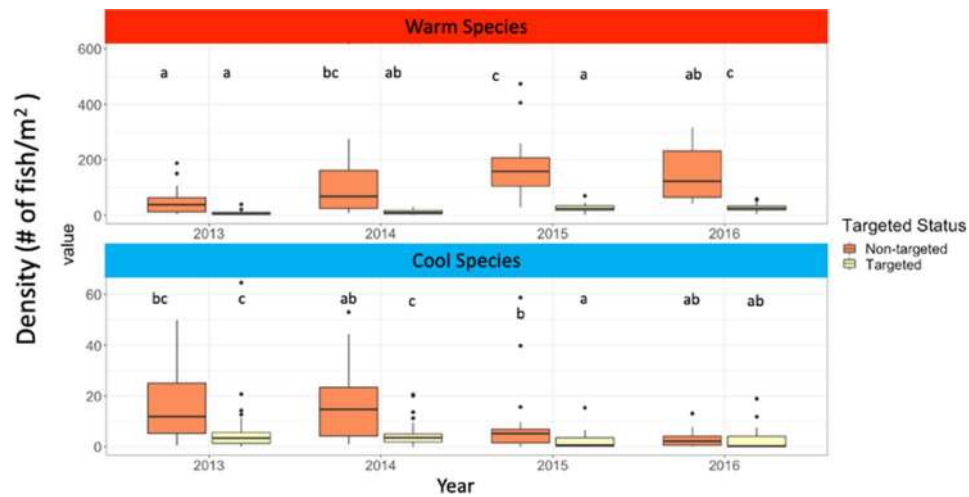 Warm Species
600
400
200
0
a a bc ab c a ab c
2013 2014 2015 2016
Density (# of fish/m²)
value
Cool Species
60
40
20
0
bc c ab c b a ab ab
2013 2014 2015 2016
Year
Targeted Status
Non-targeted
Targeted